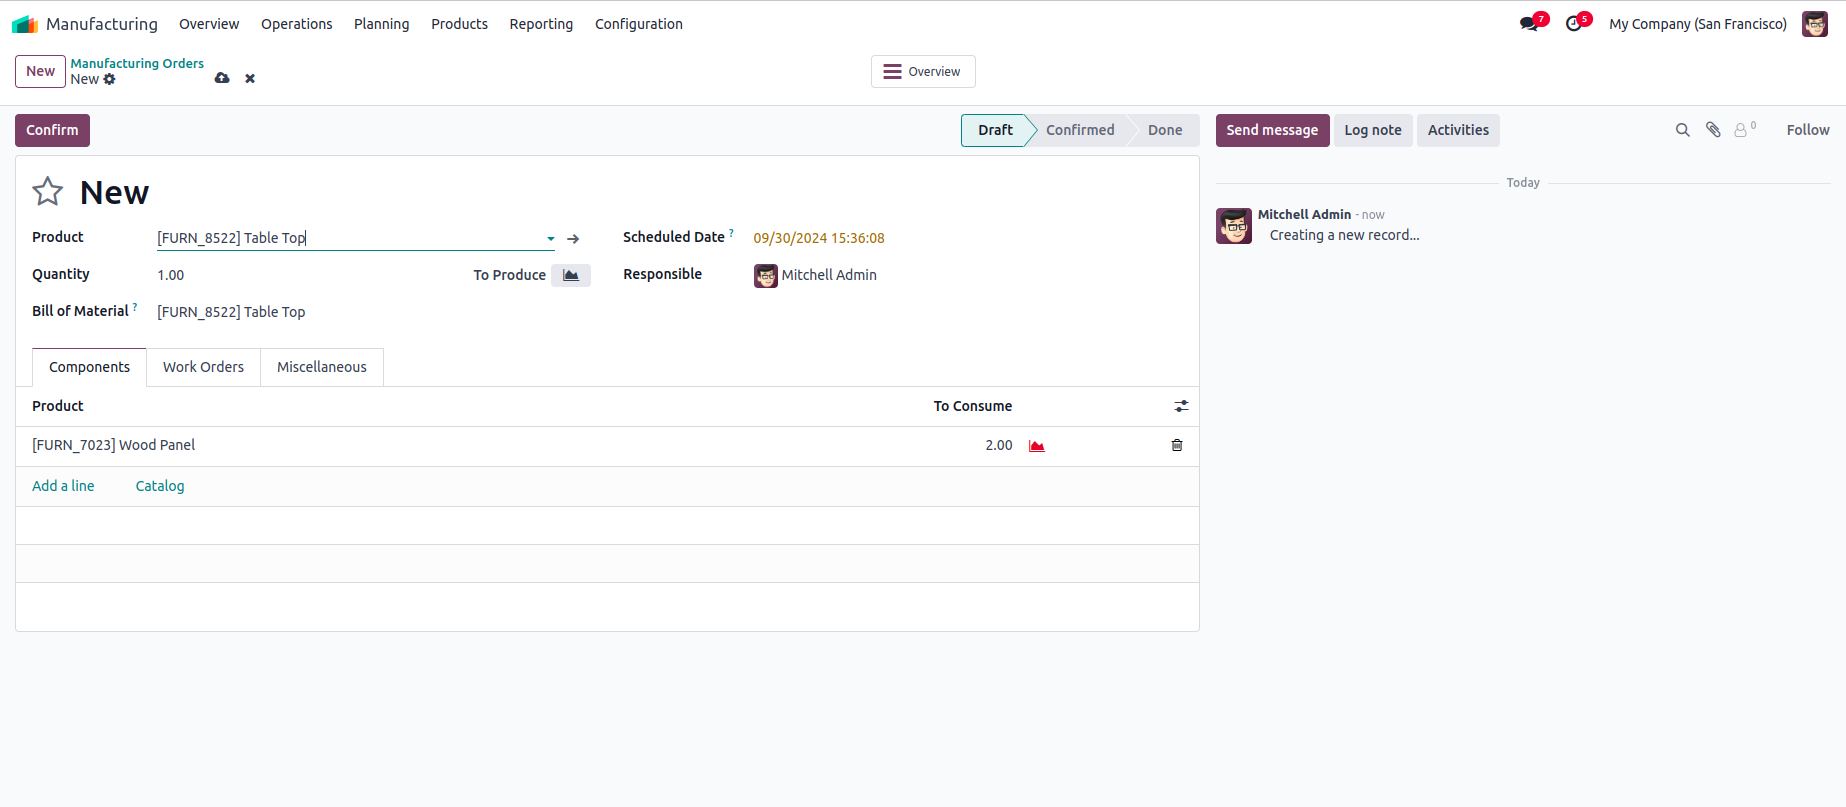 Manufacturing Overview Operations Planning Products Reporting Configuration 7 5 My Company (San Francisco)
New Manufacturing Orders
New
Overview
Confirm Draft Confirmed Done Send message Log note Activities 0 Follow
Today
New
Mitchell Admin - now
Creating a new record...
Product [FURN_8522] Table Top Scheduled Date ? 09/30/2024 15:36:08
Quantity 1.00 To Produce Responsible Mitchell Admin
Bill of Material ? [FURN_8522] Table Top
Components Work Orders Miscellaneous
Product To Consume
[FURN_7023] Wood Panel 2.00
Add a line Catalog